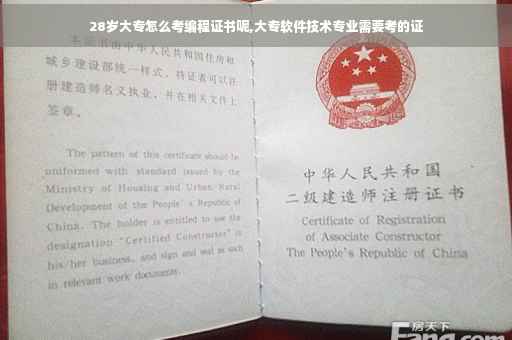 28岁大专怎么考编程证书呢,大专软件技术专业需要考的证
本证书由中华人民共和国住房和
城乡建设部统一样式，持证者可以注
册建造师名义执业，并在相关文件上
签章。
The pattern of this certificate should be
uniformed with standard issued by the
Ministry of Housing and Urban Rural
Development of the People's Republic of
China. The holder is entitled to use the
designation "Certified Constructor" in
his/her business, and sign and seal as such
in relevant work documents.
中华人民共和国
二级建造师注册证书
Certificate of Registration
of Associate Constructor
The People's Republic of China
房天下
Fang.com